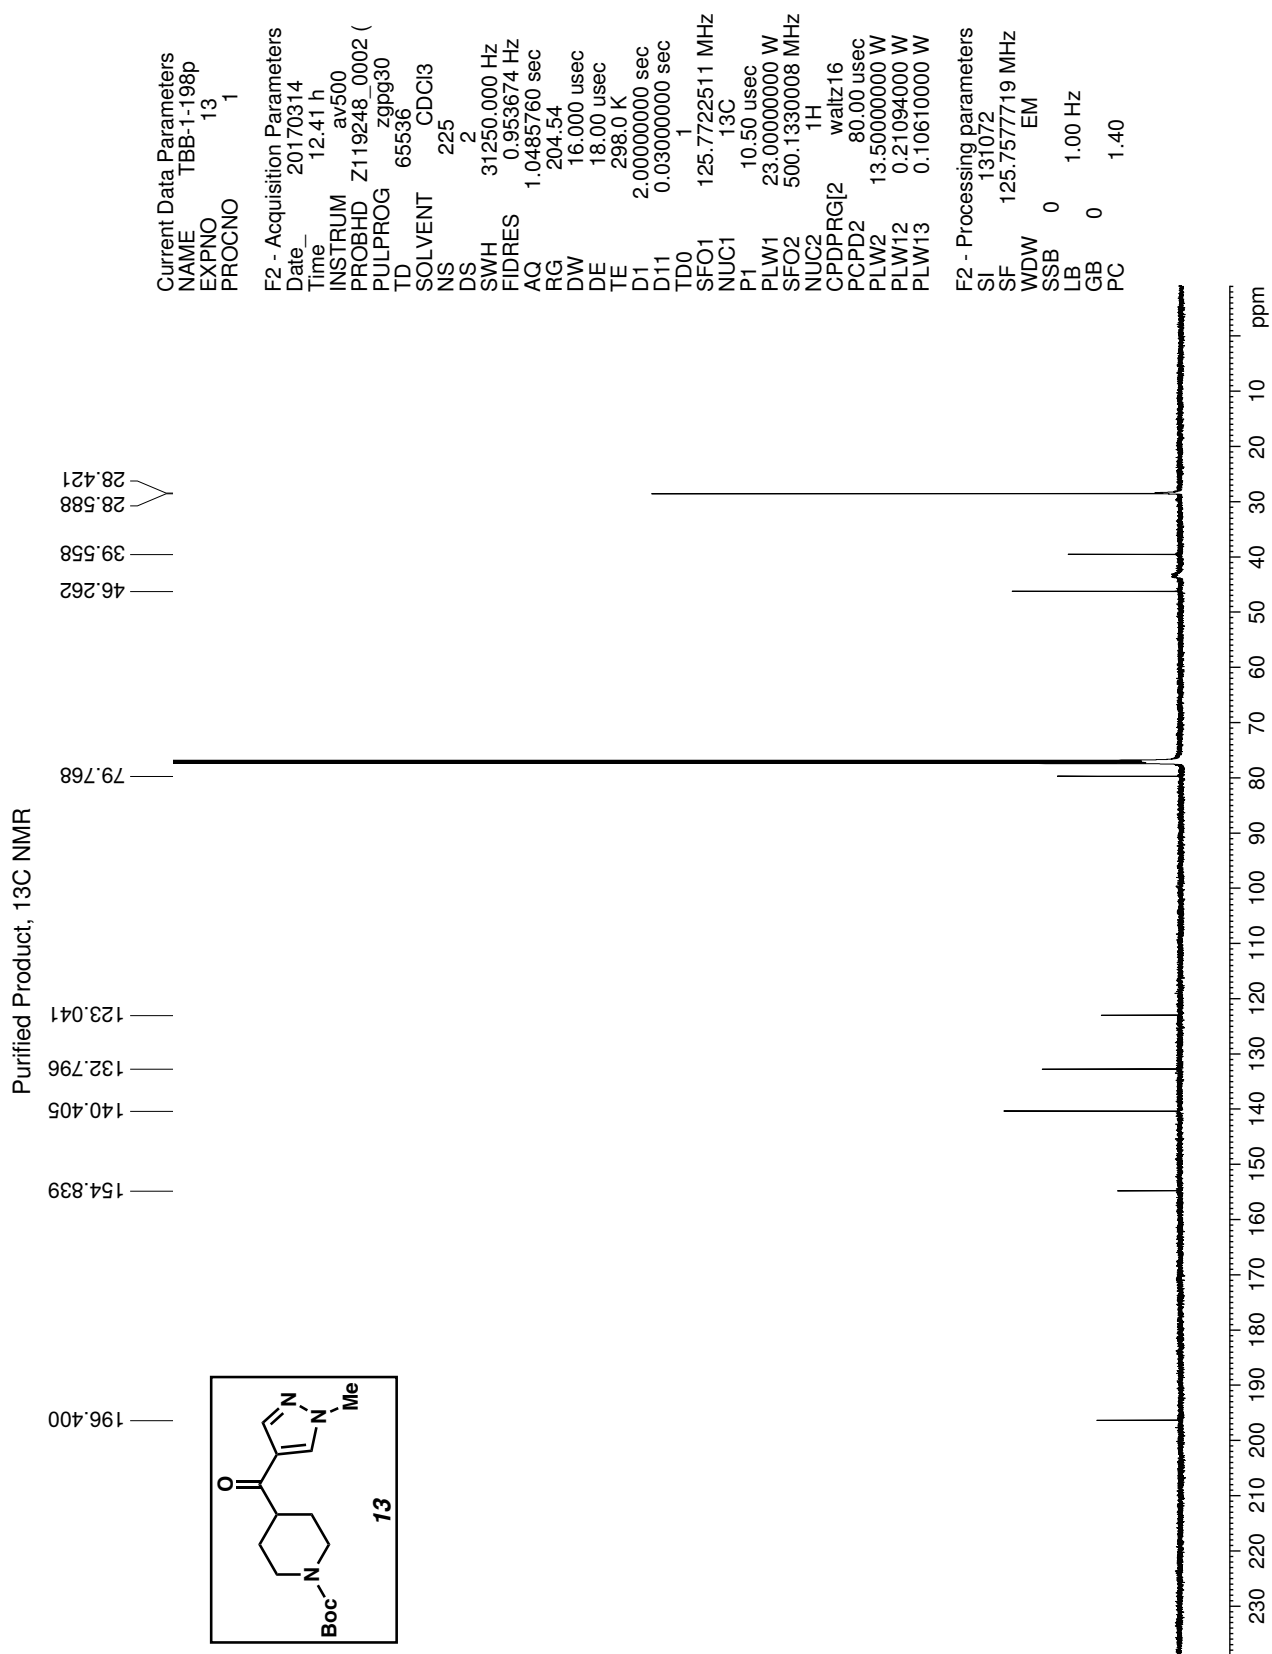 Purified Product, 13C NMR
196.400
154.839
140.405
132.796
123.041
79.768
46.262
39.558
28.588
28.421
O
N
N
Me
N
Boc
13
Current Data Parameters
NAME TBB-1-198p
EXPNO 13
PROCNO 1
F2 - Acquisition Parameters
Date_ 20170314
Time 12.41 h
INSTRUM av500
PROBHD Z119248_0002 (
PULPROG zgpg30
TD 65536
SOLVENT CDCl3
NS 225
DS 2
SWH 31250.000 Hz
FIDRES 0.953674 Hz
AQ 1.0485760 sec
RG 204.54
DW 16.000 usec
DE 18.00 usec
TE 298.0 K
D1 2.00000000 sec
D11 0.03000000 sec
TD0 1
SFO1 125.7722511 MHz
NUC1 13C
P1 10.50 usec
PLW1 23.00000000 W
SFO2 500.1330008 MHz
NUC2 1H
CPDPRG[2 waltz16
PCPD2 80.00 usec
PLW2 13.50000000 W
PLW12 0.21094000 W
PLW13 0.10610000 W
F2 - Processing parameters
SI 131072
SF 125.7577719 MHz
WDW EM
SSB 0
LB 1.00 Hz
GB 0
PC 1.40
230 220 210 200 190 180 170 160 150 140 130 120 110 100 90 80 70 60 50 40 30 20 10 ppm